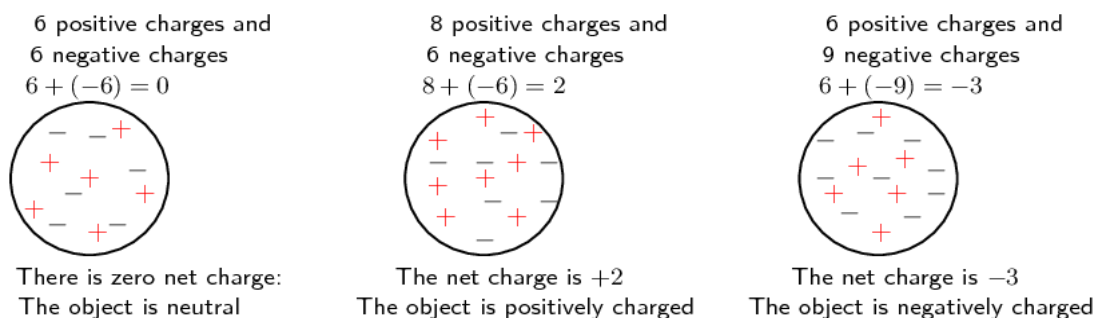 6 positive charges and
6 negative charges
6 + (−6) = 0
There is zero net charge:
The object is neutral
8 positive charges and
6 negative charges
8 + (−6) = 2
The net charge is +2
The object is positively charged
6 positive charges and
9 negative charges
6 + (−9) = −3
The net charge is −3
The object is negatively charged